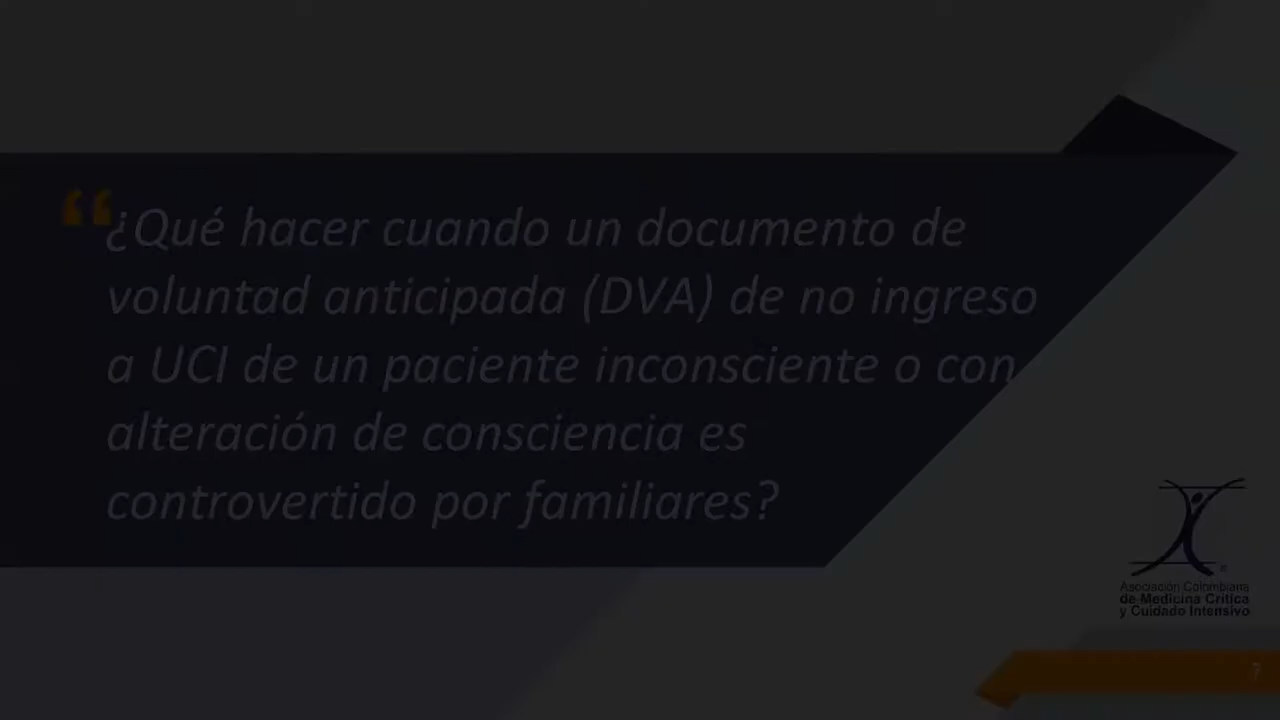 “¿Qué hacer cuando un documento de
voluntad anticipada (DVA) de no ingreso
a UCI de un paciente inconsciente o con
alteración de consciencia es
controvertido por familiares?
Asociación Colombiana
de Medicina Crítica
y Cuidado Intensivo
7